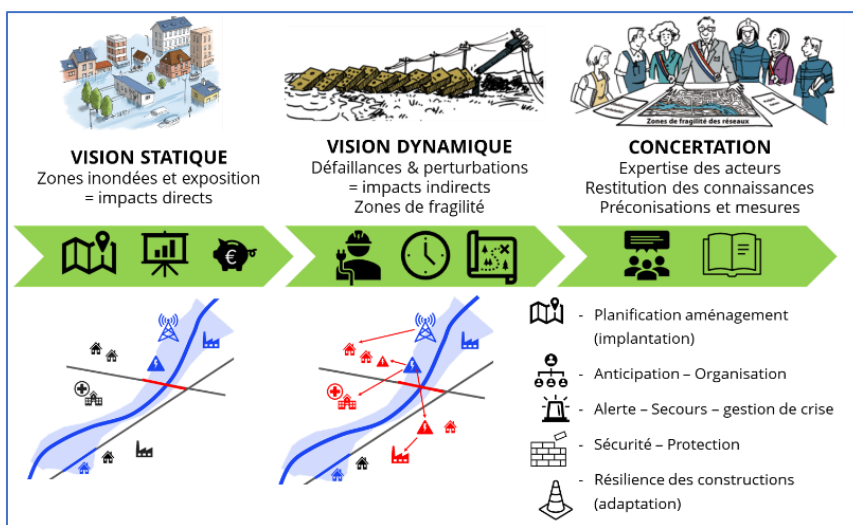 Zones de fragilité des réseaux
VISION STATIQUE
Zones inondées et exposition
= impacts directs
VISION DYNAMIQUE
Défaillances & perturbations
= impacts indirects
Zones de fragilité
CONCERTATION
Expertise des acteurs
Restitution des connaissances
Préconisations et mesures
€
- Planification aménagement
(implantation)
- Anticipation – Organisation
- Alerte – Secours – gestion de crise
- Sécurité – Protection
- Résilience des constructions
(adaptation)